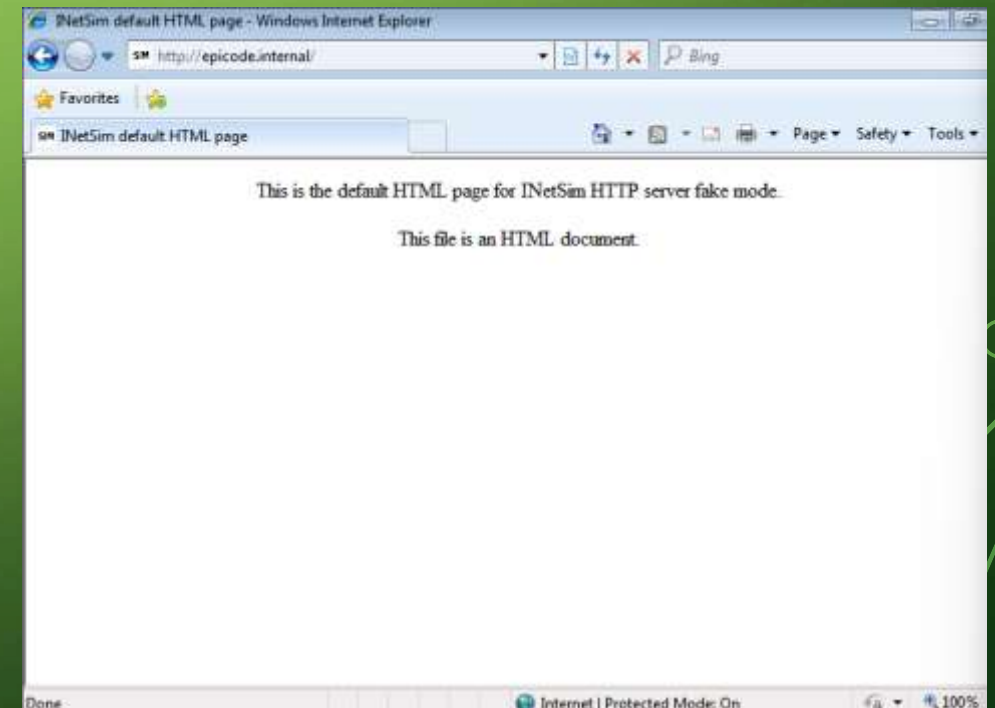 INetSim default HTML page - Windows Internet Explorer
SIM http://epicode.internal/
Bing
Favorites
SIM INetSim default HTML page
Page Safety Tools
This is the default HTML page for INetSim HTTP server fake mode.
This file is an HTML document.
Done
Internet | Protected Mode: On
100%